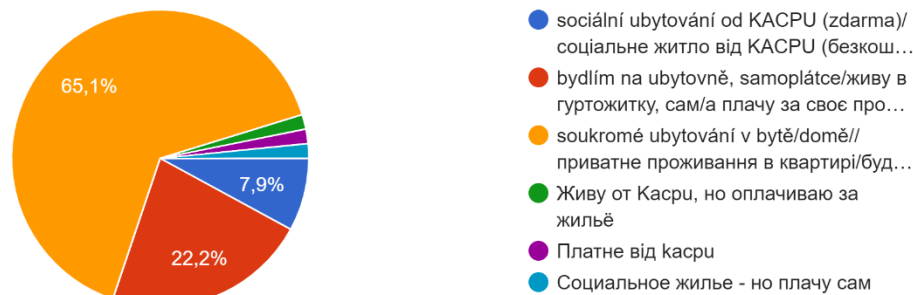 65,1%
7,9%
22,2%
sociální ubytování od KACPU (zdarma)/
соціальне житло від KACPU (безкош…
bydlím na ubytovně, samoplátce/живу в
гуртожитку, сам/а плачу за своє про…
soukromé ubytování v bytě/domě//
приватне проживання в квартирі/буд…
Живу от Kacpu, но оплачиваю за
жильё
Платне від kacpu
Социальное жилье - но плачу сам